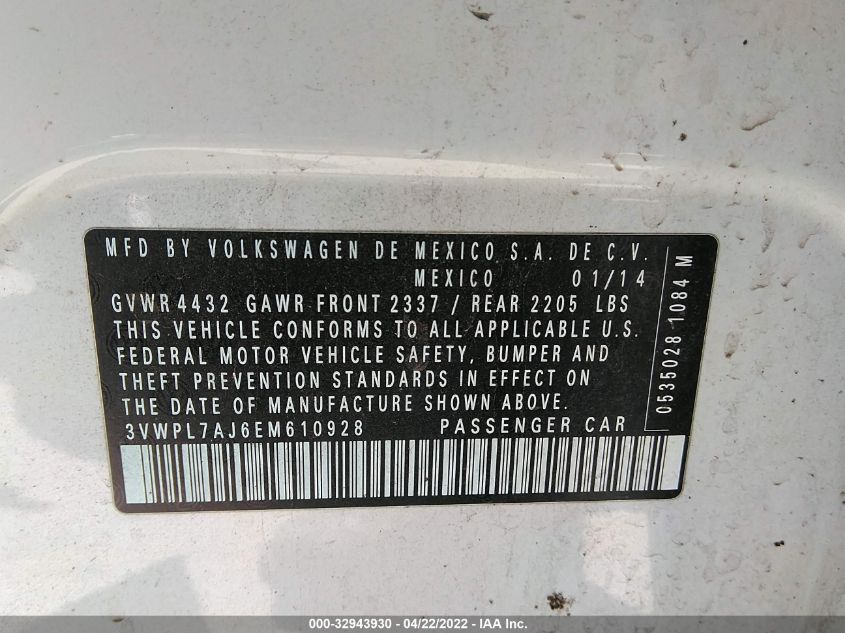 MFD BY VOLKSWAGEN DE MEXICO S.A. DE C.V.
MEXICO 01/14
GVWR 4432 GAWR FRONT 2337 / REAR 2205 LBS
THIS VEHICLE CONFORMS TO ALL APPLICABLE U.S.
FEDERAL MOTOR VEHICLE SAFETY, BUMPER AND
THEFT PREVENTION STANDARDS IN EFFECT ON
THE DATE OF MANUFACTURE SHOWN ABOVE.
3VWPL7AJ6EM610928 PASSENGER CAR
0535028 1084 M
000-32943930 - 04/22/2022 - IAA Inc.